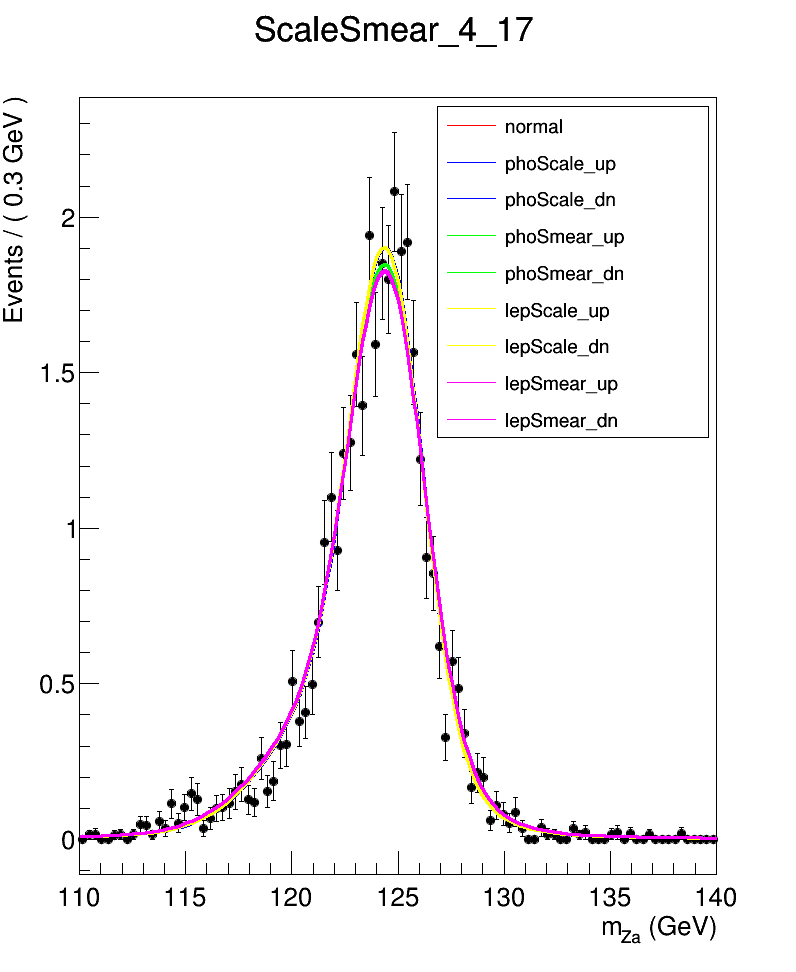 ScaleSmear_4_17
Events / ( 0.3 GeV )
normal
phoScale_up
phoScale_dn
phoSmear_up
phoSmear_dn
lepScale_up
lepScale_dn
lepSmear_up
lepSmear_dn
2
1.5
1
0.5
0
110 115 120 125 130 135 140
m_Za (GeV)